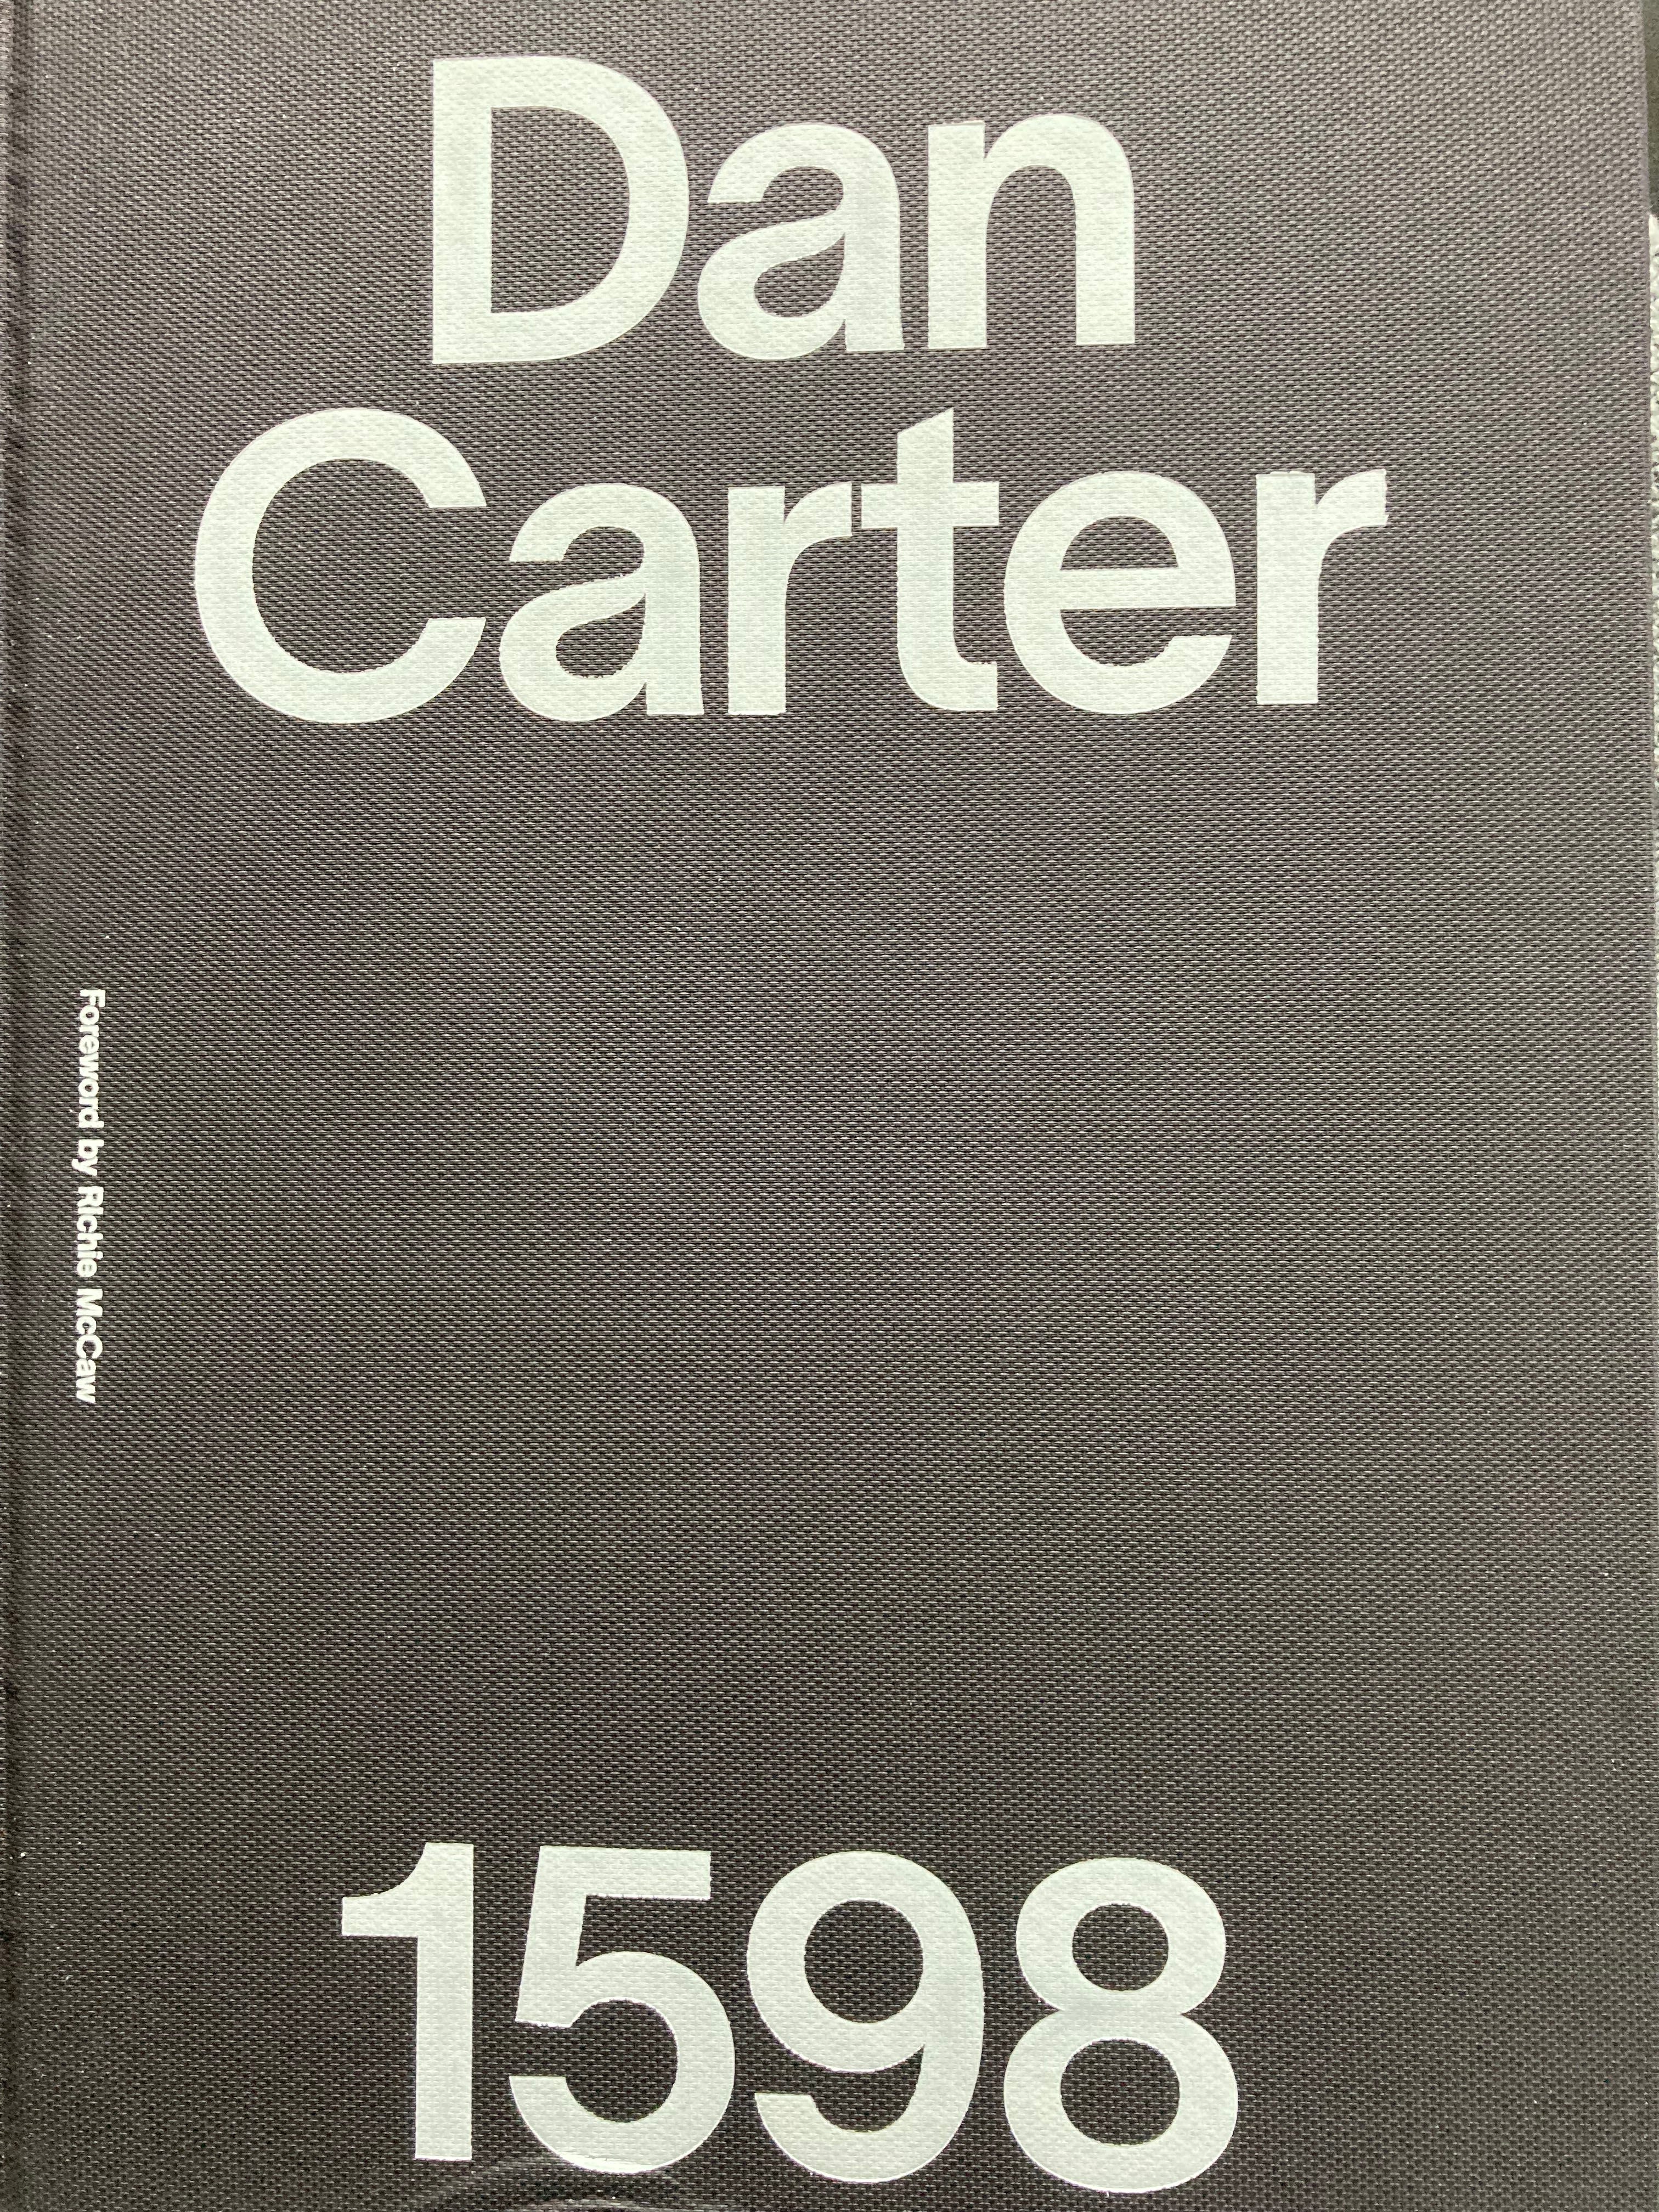 Dan
Carter
Foreword by Richie McCaw
1598